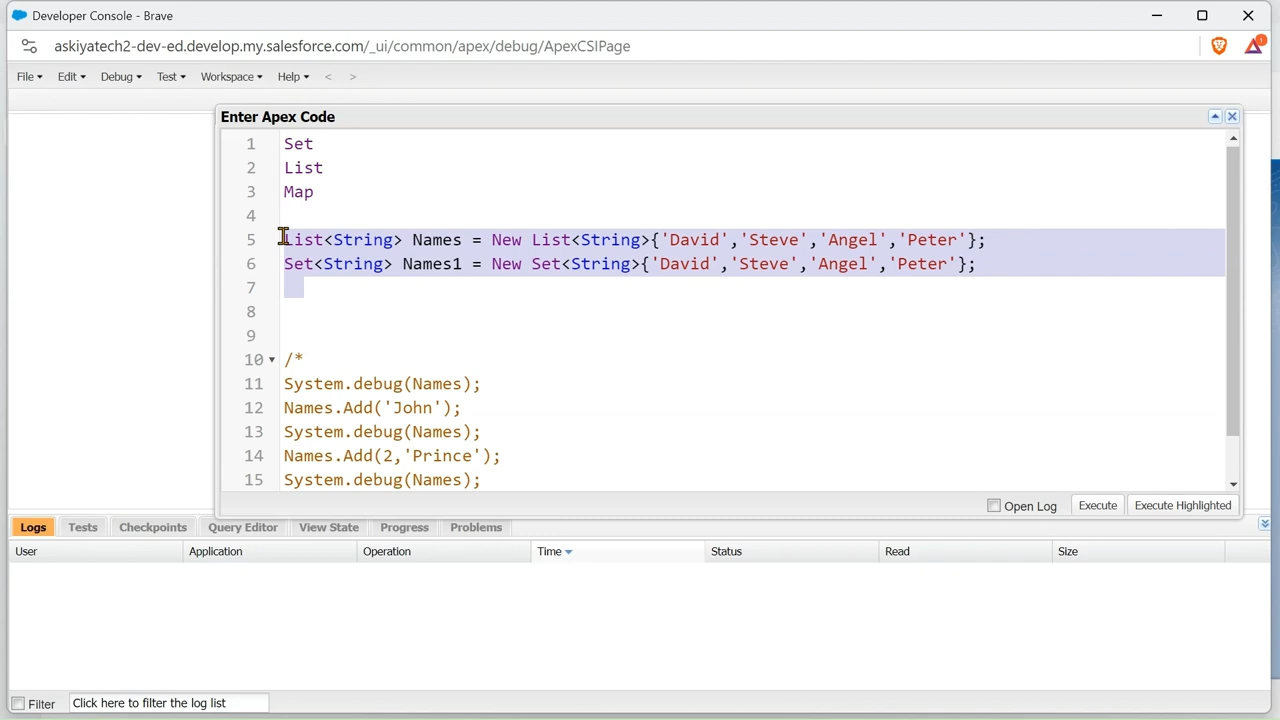 Developer Console - Brave
askiyatech2-dev-ed.develop.my.salesforce.com/_ui/common/apex/debug/ApexCSIPage
1
File Edit Debug Test Workspace Help < >
Enter Apex Code
1 Set
2 List
3 Map
4
5 List<String> Names = New List<String>{'David','Steve','Angel','Peter'};
6 Set<String> Names1 = New Set<String>{'David','Steve','Angel','Peter'};
7
8
9
10 /*
11 System.debug(Names);
12 Names.Add('John');
13 System.debug(Names);
14 Names.Add(2,'Prince');
15 System.debug(Names);
Open Log Execute Execute Highlighted
Logs Tests Checkpoints Query Editor View State Progress Problems
User Application Operation Time Status Read Size
Filter Click here to filter the log list